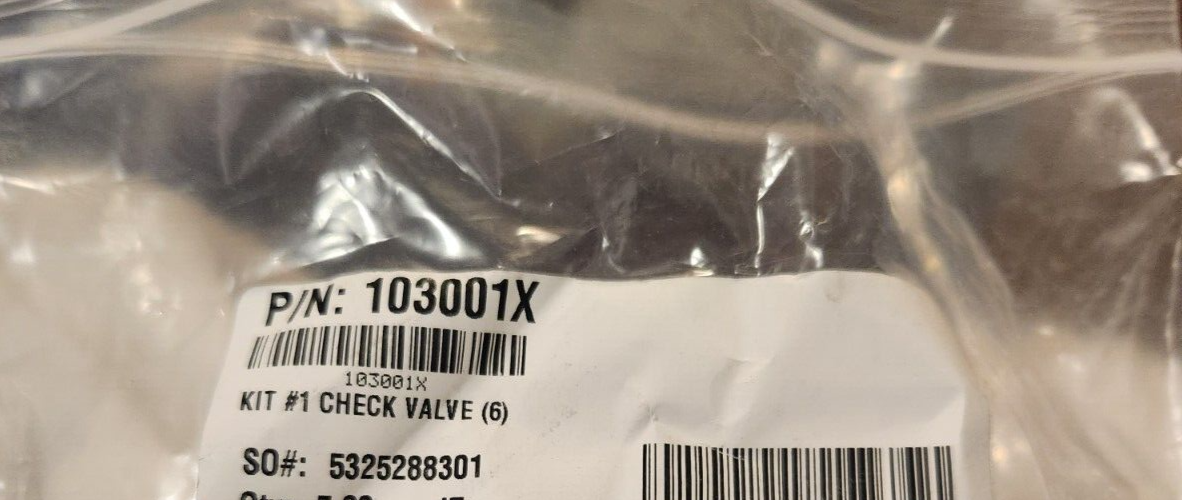 P/N: 103001X
103001X
KIT #1 CHECK VALVE (6)
SO#: 5325288301